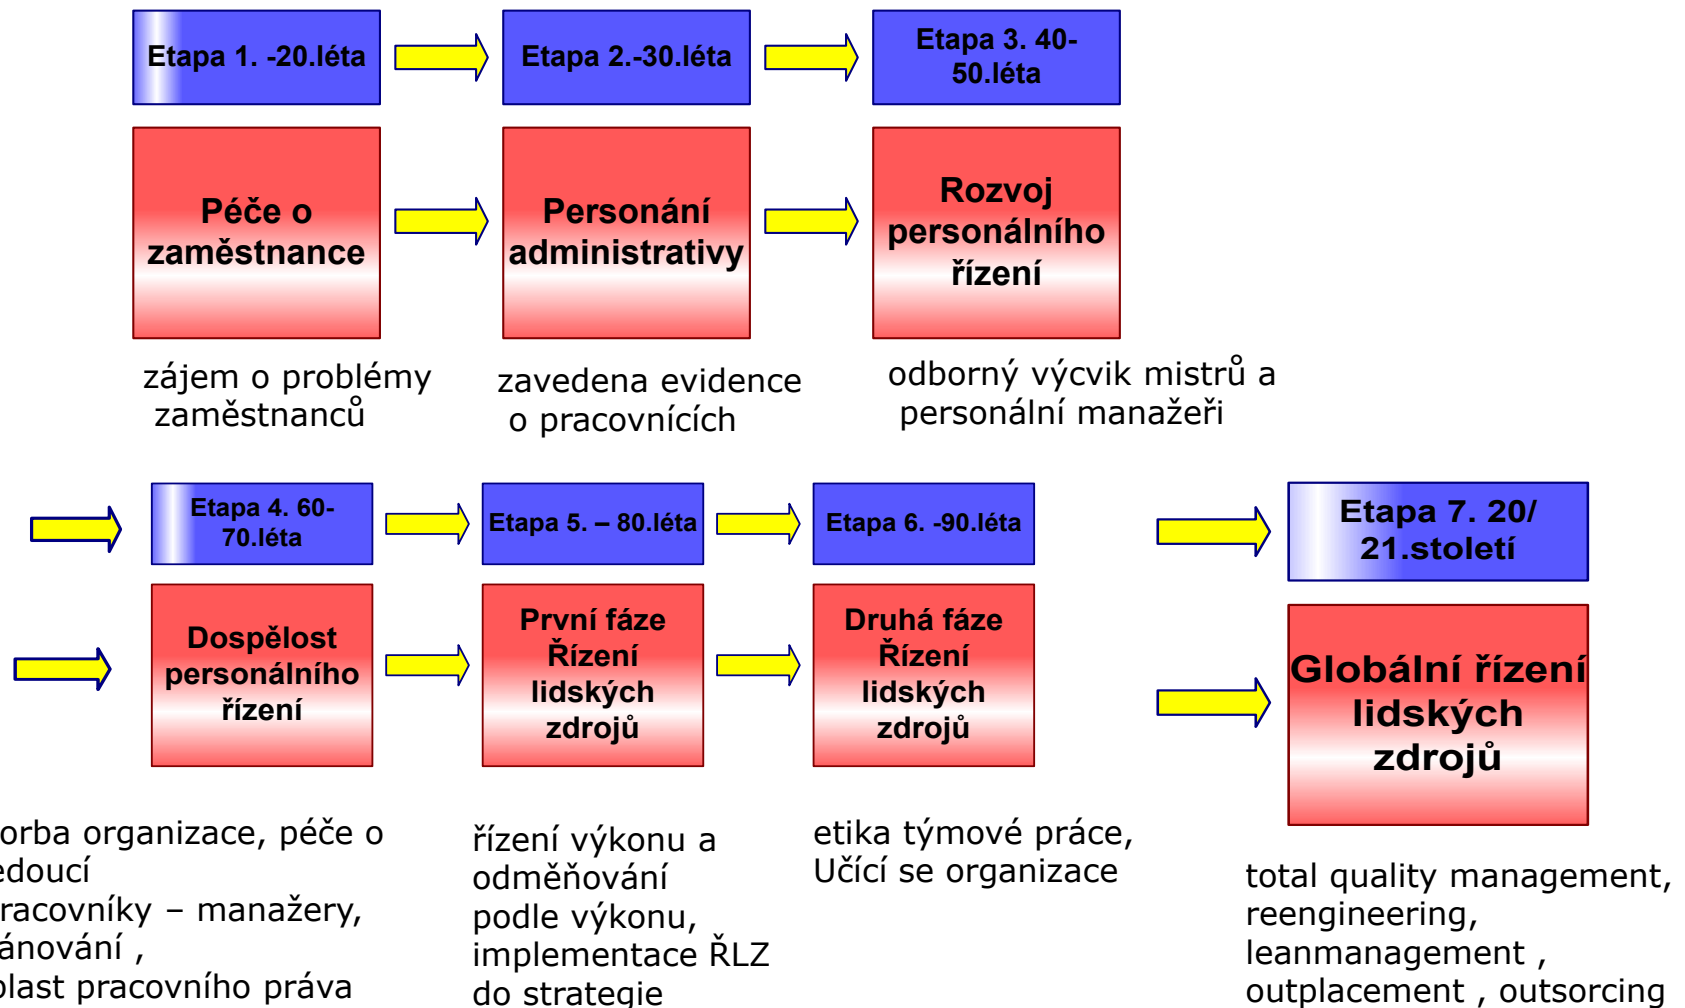 Etapa 1. -20.léta
Etapa 2.-30.léta
Etapa 3. 40-
50.léta
Péče o
zaměstnance
Personání
administrativy
Rozvoj
personálního
řízení
zájem o problémy
zaměstnanců
zavedena evidence
o pracovnících
odborný výcvik mistrů a
personální manažeři
Etapa 4. 60-
70.léta
Etapa 5. – 80.léta
Etapa 6. -90.léta
Etapa 7. 20/
21.století
Dospělost
personálního
řízení
První fáze
Řízení
lidských
zdrojů
Druhá fáze
Řízení
lidských
zdrojů
Globální řízení
lidských
zdrojů
orba organizace, péče o
edoucí
racovníky – manažery,
ánování ,
blast pracovního práva
řízení výkonu a
odměňování
podle výkonu,
implementace ŘLZ
do strategie
etika týmové práce,
Učící se organizace
total quality management,
reengineering,
leanmanagement ,
outplacement , outsorcing